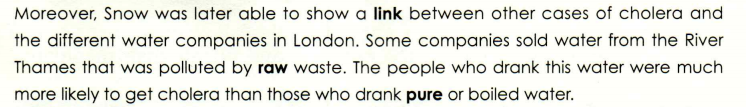 Moreover, Snow was later able to show a link between other cases of cholera and
the different water companies in London. Some companies sold water from the River
Thames that was polluted by raw waste. The people who drank this water were much
more likely to get cholera than those who drank pure or boiled water.